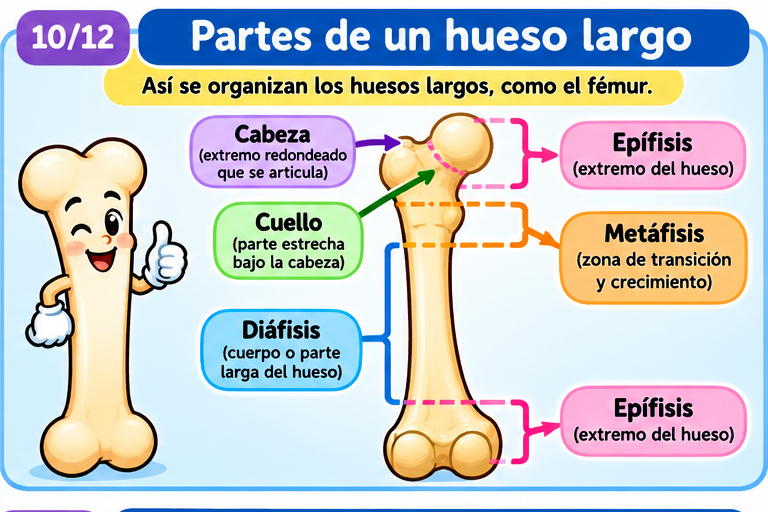 10/12
Partes de un hueso largo
Así se organizan los huesos largos, como el fémur.
Cabeza
(extremo redondeado
que se articula)
Epífisis
(extremo del hueso)
Cuello
(parte estrecha
bajo la cabeza)
Metáfisis
(zona de transición
y crecimiento)
Diáfisis
(cuerpo o parte
larga del hueso)
Epífisis
(extremo del hueso)